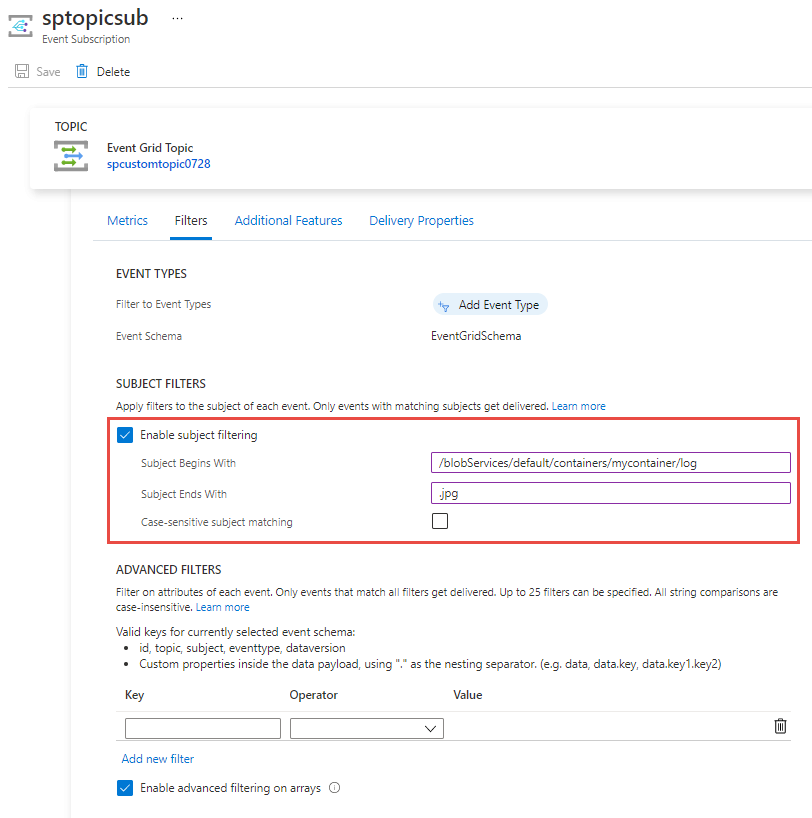 sptopicsub ...
Event Subscription
Save Delete
TOPIC
Event Grid Topic
spcustomtopic0728
Metrics Filters Additional Features Delivery Properties
EVENT TYPES
Filter to Event Types Add Event Type
Event Schema EventGridSchema
SUBJECT FILTERS
Apply filters to the subject of each event. Only events with matching subjects get delivered. Learn more
Enable subject filtering
Subject Begins With /blobServices/default/containers/mycontainer/log
Subject Ends With .jpg
Case-sensitive subject matching
ADVANCED FILTERS
Filter on attributes of each event. Only events that match all filters get delivered. Up to 25 filters can be specified. All string comparisons are
case-insensitive. Learn more
Valid keys for currently selected event schema:
• id, topic, subject, eventtype, dataversion
• Custom properties inside the data payload, using "." as the nesting separator. (e.g. data, data.key, data.key1.key2)
Key Operator Value
Add new filter
Enable advanced filtering on arrays